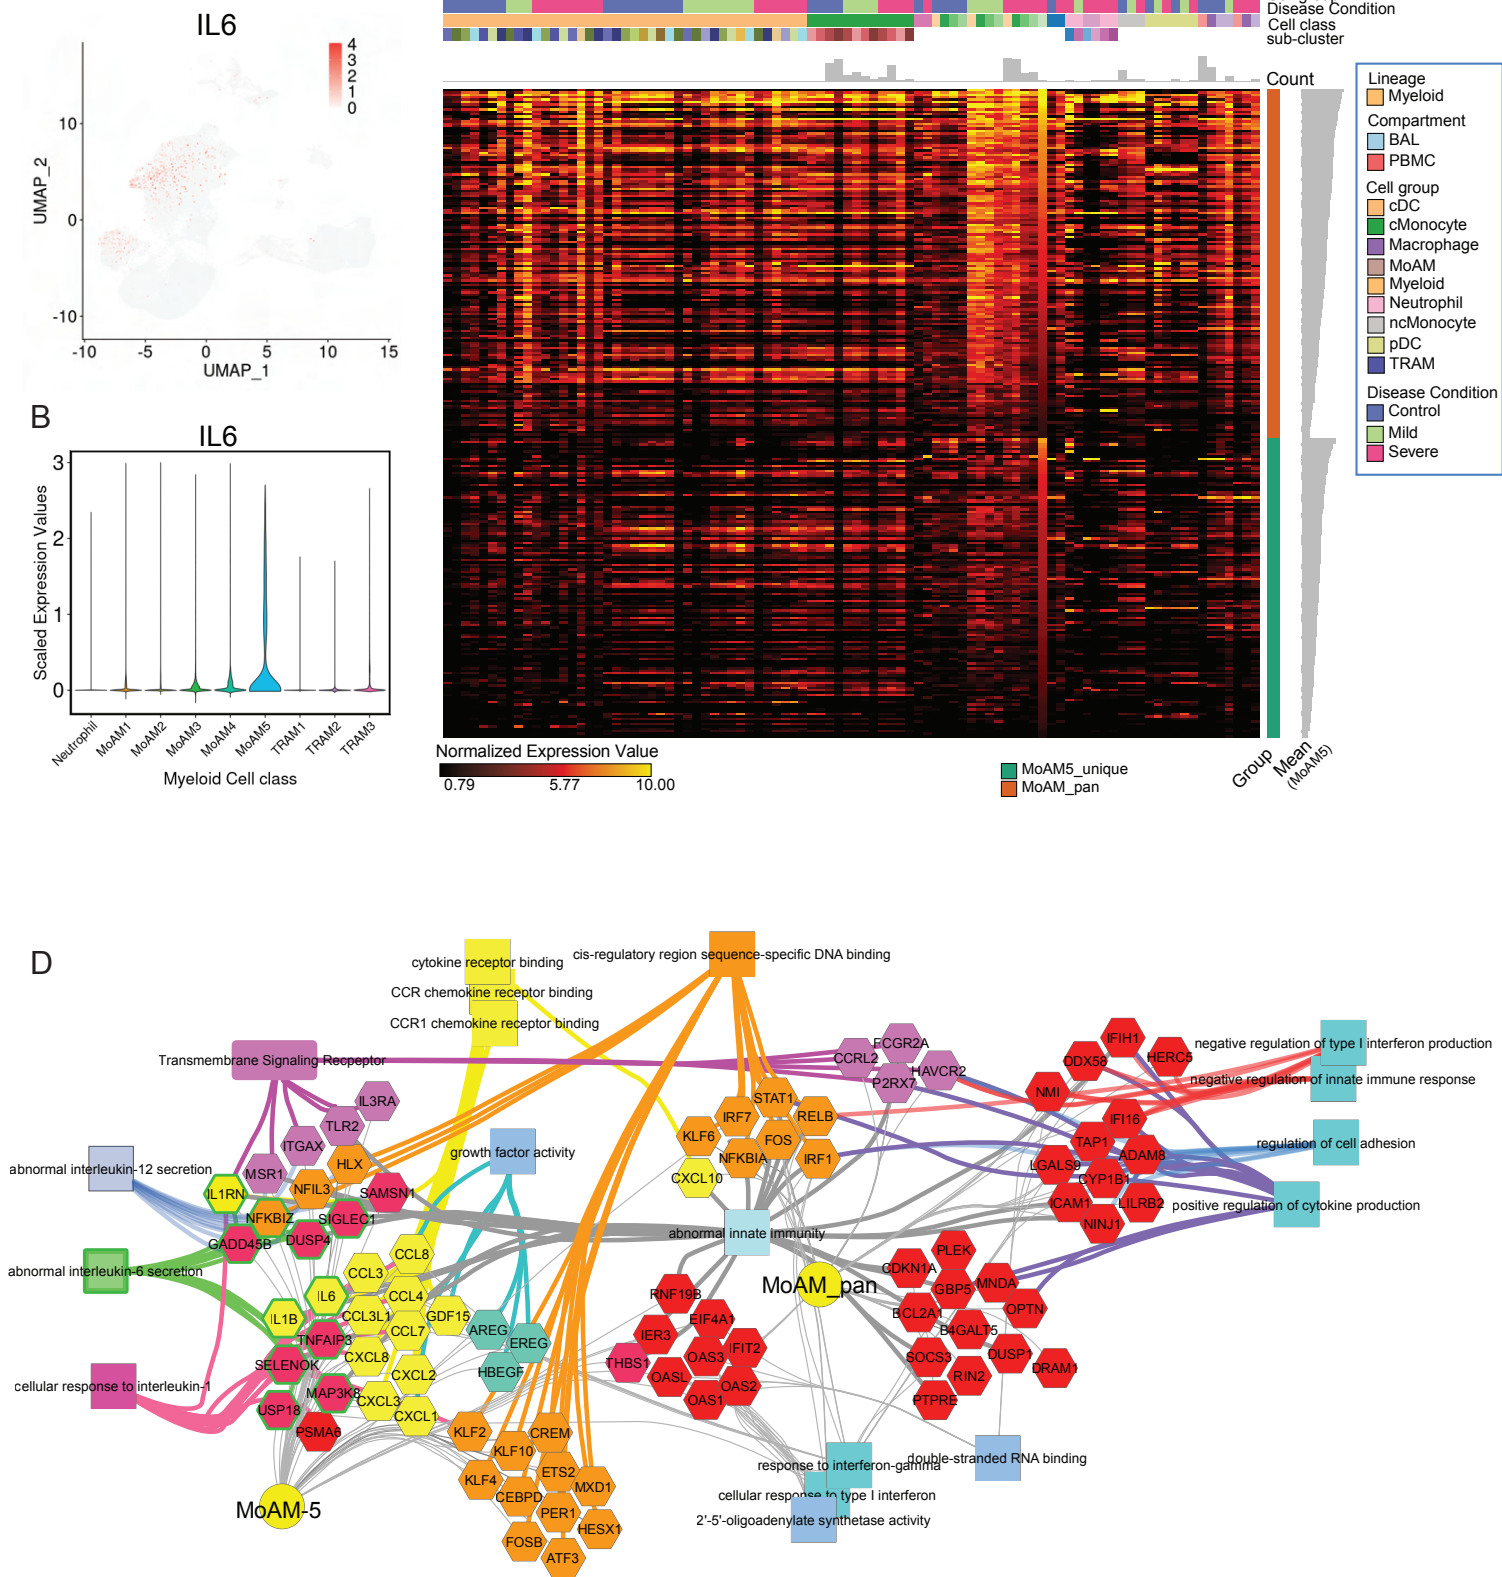 IL6
4
3
2
1
0
10
0
-10
UMAP_2
-10
-5
0
5
10
15
UMAP_1
B
IL6
3
2
1
0
Scaled Expression Values
Neutrophil
MoAM1
MoAM2
MoAM3
MoAM4
MoAM5
TRAM1
TRAM2
TRAM3
Myeloid Cell class
Disease Condition
Cell class
sub-cluster
Count
Normalized Expression Value
0.79
5.77
10.00
MoAM5_unique
MoAM_pan
Group
Mean
(MoAM5)
Lineage
Myeloid
Compartment
BAL
PBMC
Cell group
cDC
cMonocyte
Macrophage
MoAM
Myeloid
Neutrophil
ncMonocyte
pDC
TRAM
Disease Condition
Control
Mild
Severe
D
cytokine receptor binding
CCR chemokine receptor binding
CCR1 chemokine receptor binding
cis-regulatory region sequence-specific DNA binding
Transmembrane Signaling Recpeptor
abnormal interleukin-12 secretion
abnormal interleukin-6 secretion
cellular response to interleukin-1
growth factor activity
abnormal innate immunity
negative regulation of type I interferon production
negative regulation of innate immune response
regulation of cell adhesion
positive regulation of cytokine production
IL3RA
TLR2
ITGAX
MSR1
HLX
NFIL3
SAMSN1
IL1RN
NFKBIZ
SIGLEC1
GADD45B
DUSP4
CCL8
CCL3
IL6
CCL4
IL1B
CCL3L1
GDF15
CCL7
TNFAIP3
CXCL8
SELENOK
CXCL2
MAP3K8
CXCL3
USP18
CXCL1
PSMA6
AREG
EREG
HBEGF
MoAM-5
KLF2
CREM
KLF10
KLF4
ETS2
CEBPD
MXD1
PER1
HESX1
FOSB
ATF3
STAT1
IRF7
RELB
KLF6
FOS
NFKBIA
IRF1
CXCL10
FCGR2A
CCRL2
HAVCR2
P2RX7
IFIH1
DDX58
HERC5
NMI
IFI16
TAP1
ADAM8
LGALS9
CYP1B1
ICAM1
LILRB2
NINJ1
MoAM_pan
PLEK
CDKN1A
GBP5
MNDA
BCL2A1
OPTN
B4GALT5
SOCS3
DUSP1
RIN2
DRAM1
PTPRE
RNF19B
EIF4A1
IER3
IFIT2
OAS3
THBS1
OASL
OAS2
OAS1
response to interferon-gamma
double-stranded RNA binding
cellular response to type I interferon
2'-5'-oligoadenylate synthetase activity